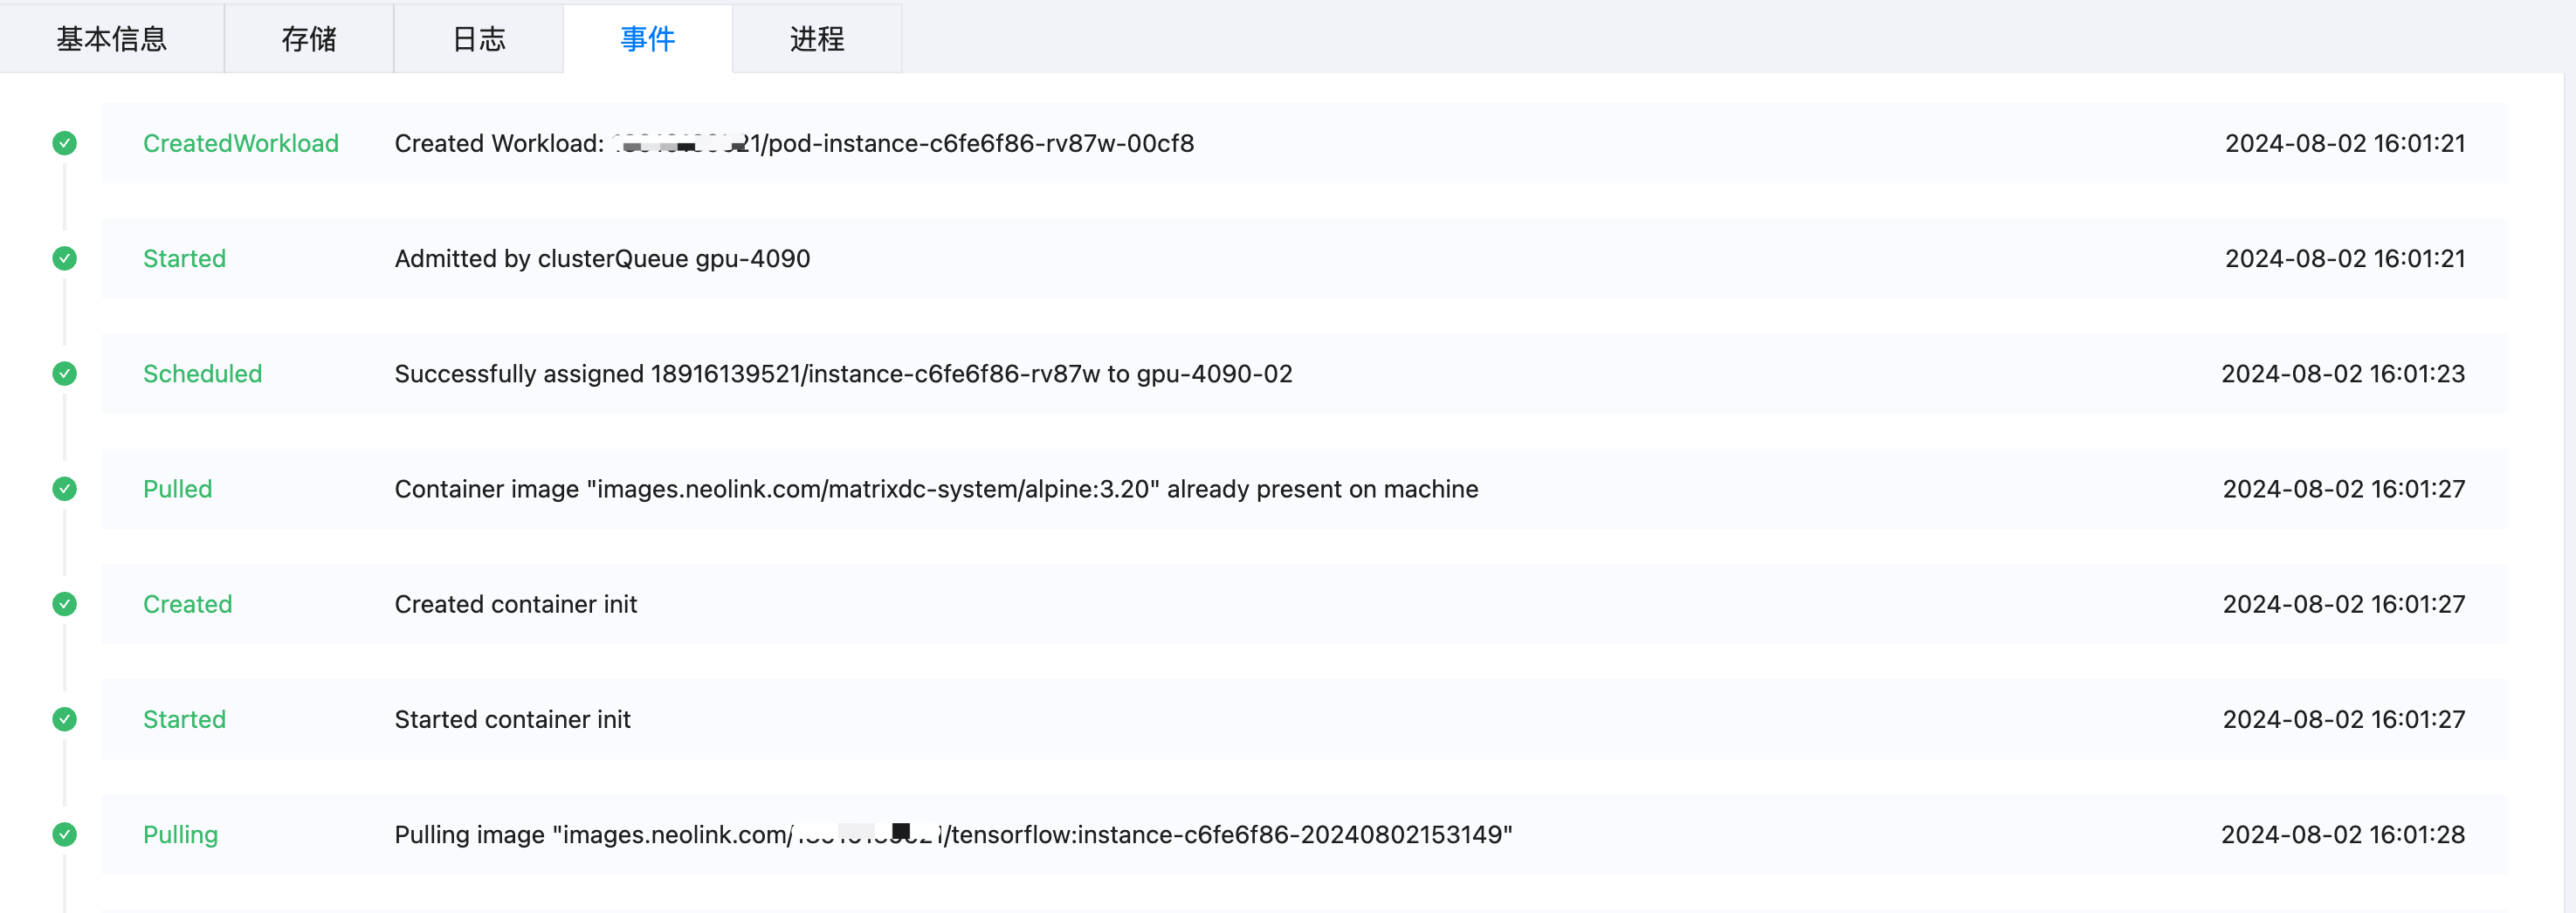 基本信息 存储 日志 事件 进程
CreatedWorkload Created Workload: /pod-instance-c6fe6f86-rv87w-00cf8 2024-08-02 16:01:21
Started Admitted by clusterQueue gpu-4090 2024-08-02 16:01:21
Scheduled Successfully assigned 18916139521/instance-c6fe6f86-rv87w to gpu-4090-02 2024-08-02 16:01:23
Pulled Container image "images.neolink.com/matrixdc-system/alpine:3.20" already present on machine 2024-08-02 16:01:27
Created Created container init 2024-08-02 16:01:27
Started Started container init 2024-08-02 16:01:27
Pulling Pulling image "images.neolink.com/ /tensorflow:instance-c6fe6f86-20240802153149" 2024-08-02 16:01:28